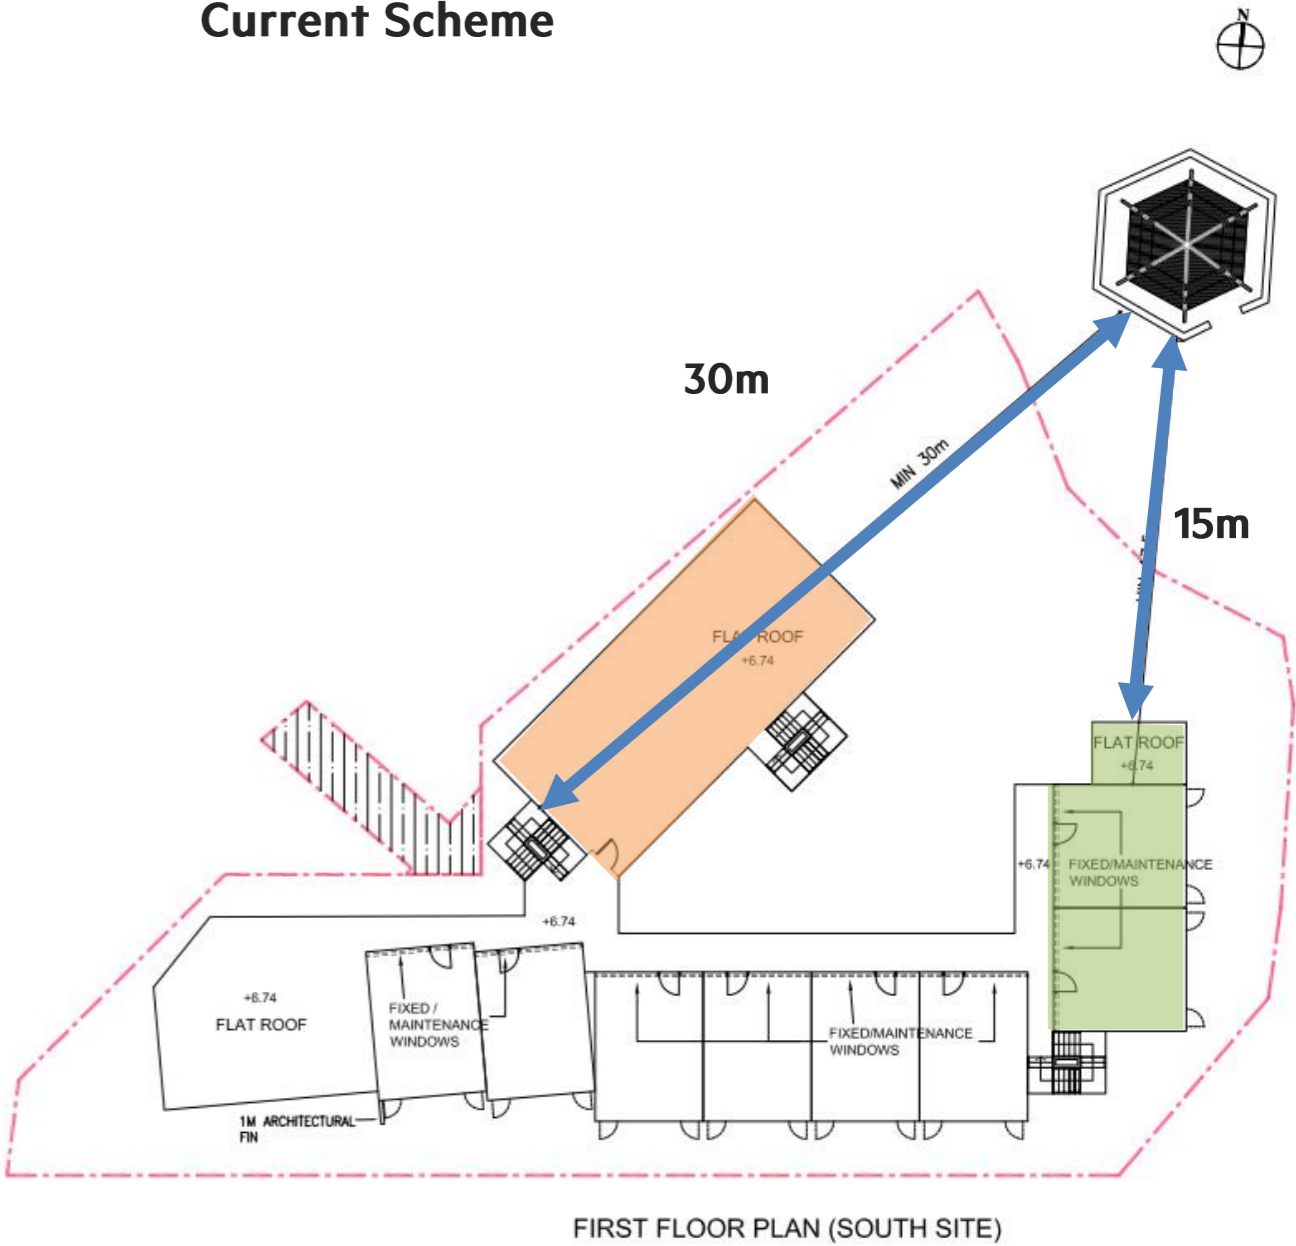 Current Scheme
N
30m
MIN 30m
15m
MIN
FLAT ROOF
+6.74
FLAT ROOF
+6.74
+6.74
FIXED/MAINTENANCE
WINDOWS
+6.74
+6.74
FLAT ROOF
FIXED /
MAINTENANCE
WINDOWS
FIXED/MAINTENANCE
WINDOWS
1M ARCHITECTURAL
FIN
FIRST FLOOR PLAN (SOUTH SITE)